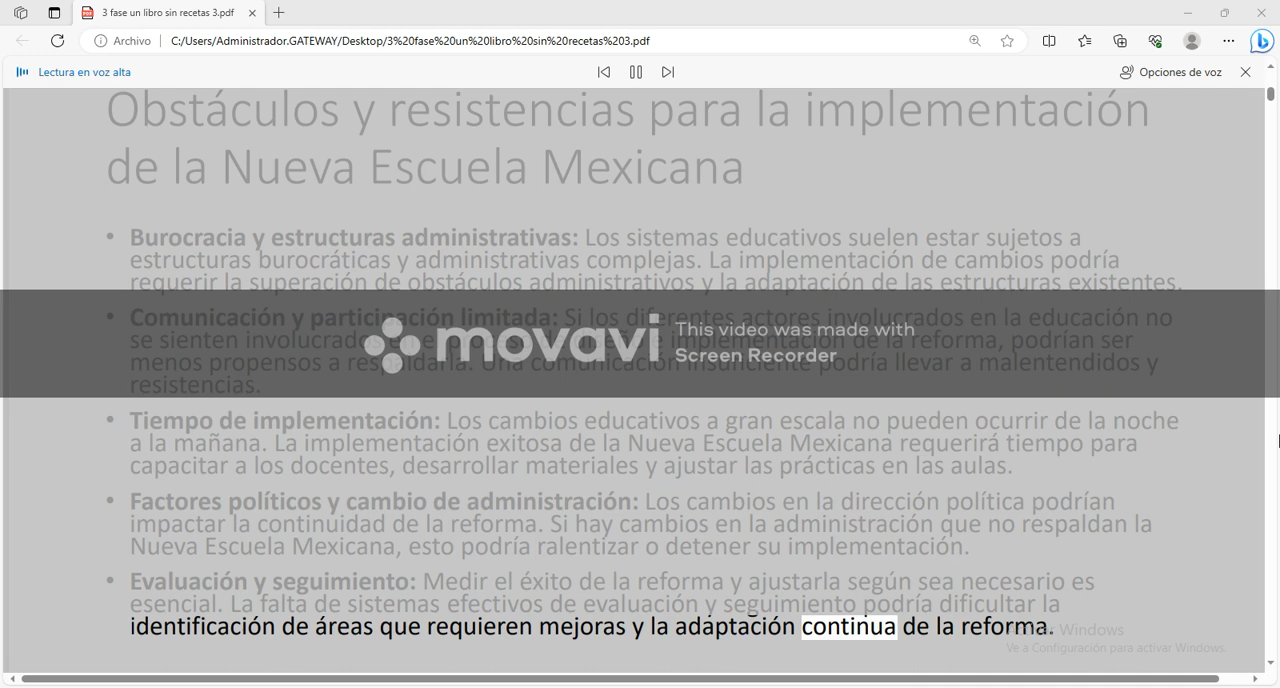 3 fase un libro sin recetas 3.pdf
Archivo C:/Users/Administrador.GATEWAY/Desktop/3%20fase%20un%20libro%20sin%20recetas%203.pdf
Lectura en voz alta
Opciones de voz
Obstáculos y resistencias para la implementación
de la Nueva Escuela Mexicana
• Burocracia y estructuras administrativas: Los sistemas educativos suelen estar sujetos a
estructuras burocráticas y administrativas complejas. La implementación de cambios podría
requerir la superación de obstáculos administrativos y la adaptación de las estructuras existentes.
• Comunicación y participación limitada: Si los diferentes actores involucrados en la educación no
se sienten involucrados implementación de la reforma, podrían ser
menos propensos a respaldarla. Una comunicación insuficiente podría llevar a malentendidos y
resistencias.
movavi
This video was made with
Screen Recorder
• Tiempo de implementación: Los cambios educativos a gran escala no pueden ocurrir de la noche
a la mañana. La implementación exitosa de la Nueva Escuela Mexicana requerirá tiempo para
capacitar a los docentes, desarrollar materiales y ajustar las prácticas en las aulas.
• Factores políticos y cambio de administración: Los cambios en la dirección política podrían
impactar la continuidad de la reforma. Si hay cambios en la administración que no respaldan la
Nueva Escuela Mexicana, esto podría ralentizar o detener su implementación.
• Evaluación y seguimiento: Medir el éxito de la reforma y ajustarla según sea necesario es
esencial. La falta de sistemas efectivos de evaluación y seguimiento podría dificultar la
identificación de áreas que requieren mejoras y la adaptación continua de la reforma.
Activar Windows
Ve a Configuración para activar Windows.